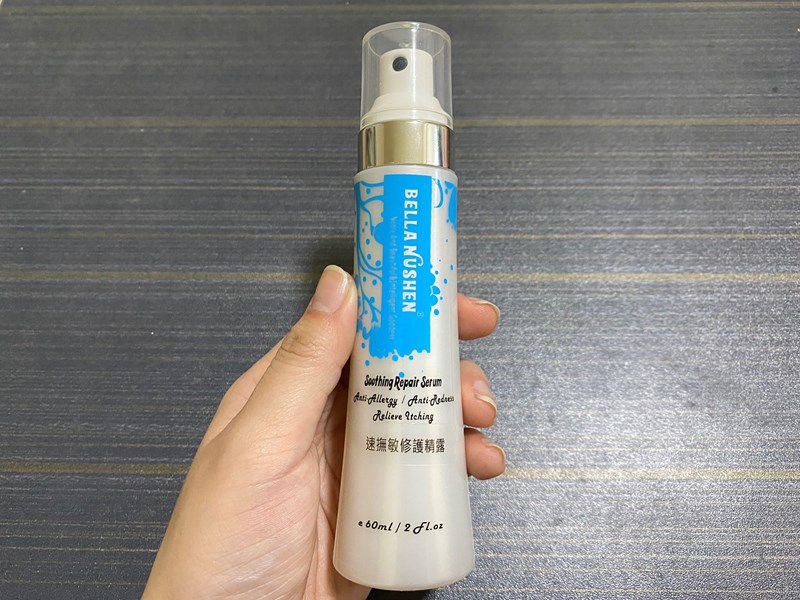 BELLA NUSHEN
Soothing Repair Serum
Anti-Allergy / Anti-Redness
Relieve Itching
速撫敏修護精露
e 60ml / 2 Fl.oz